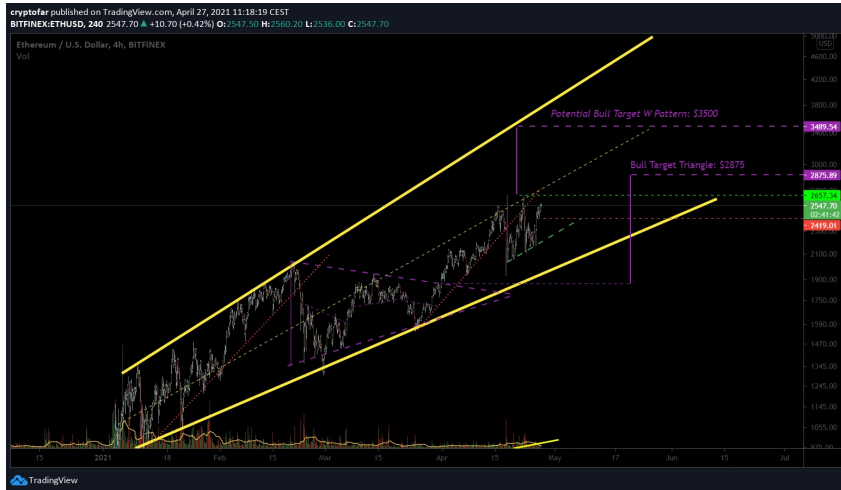 cryptofar published on TradingView.com, April 27, 2021 11:18:19 CEST
BITFINEX:ETHUSD, 240 2547.70 ▲ +10.70 (+0.42%) O:2547.50 H:2560.20 L:2536.00 C:2547.70
Ethereum / U.S. Dollar, 4h, BITFINEX
Vol
5000.00
USD
4600.00
4200.00
3800.00
Potential Bull Target W Pattern: $3500
3489.54
Bull Target Triangle: $2875
3000.00
2875.89
2657.34
2547.70
02:41:42
2419.01
2100.00
1900.00
1750.00
1590.00
1470.00
1345.00
1245.00
1145.00
1055.00
975.00
15 2021 18 Feb 15 Mar 15 Apr 15 May 17 Jun 15 Jul
TradingView